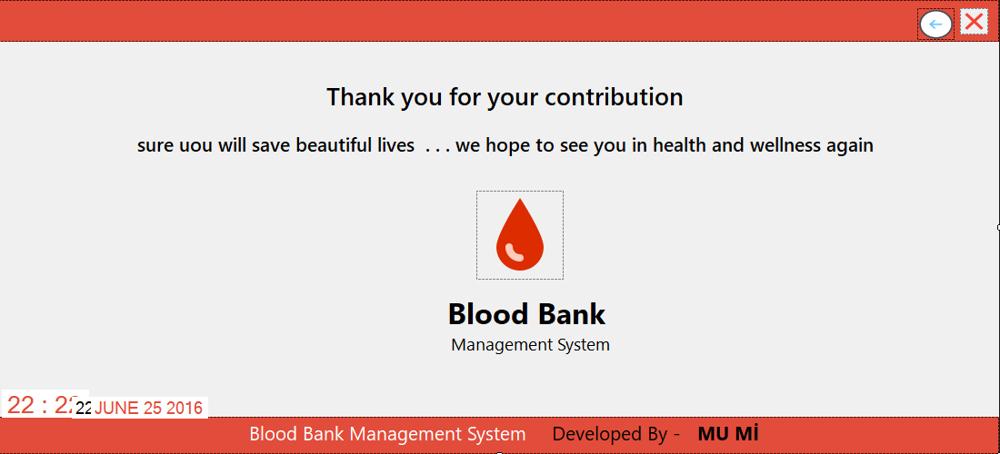 Thank you for your contribution
sure uou will save beautiful lives . . . we hope to see you in health and wellness again
Blood Bank
Management System
22 : 22 22 JUNE 25 2016
Blood Bank Management System Developed By - MU Mİ